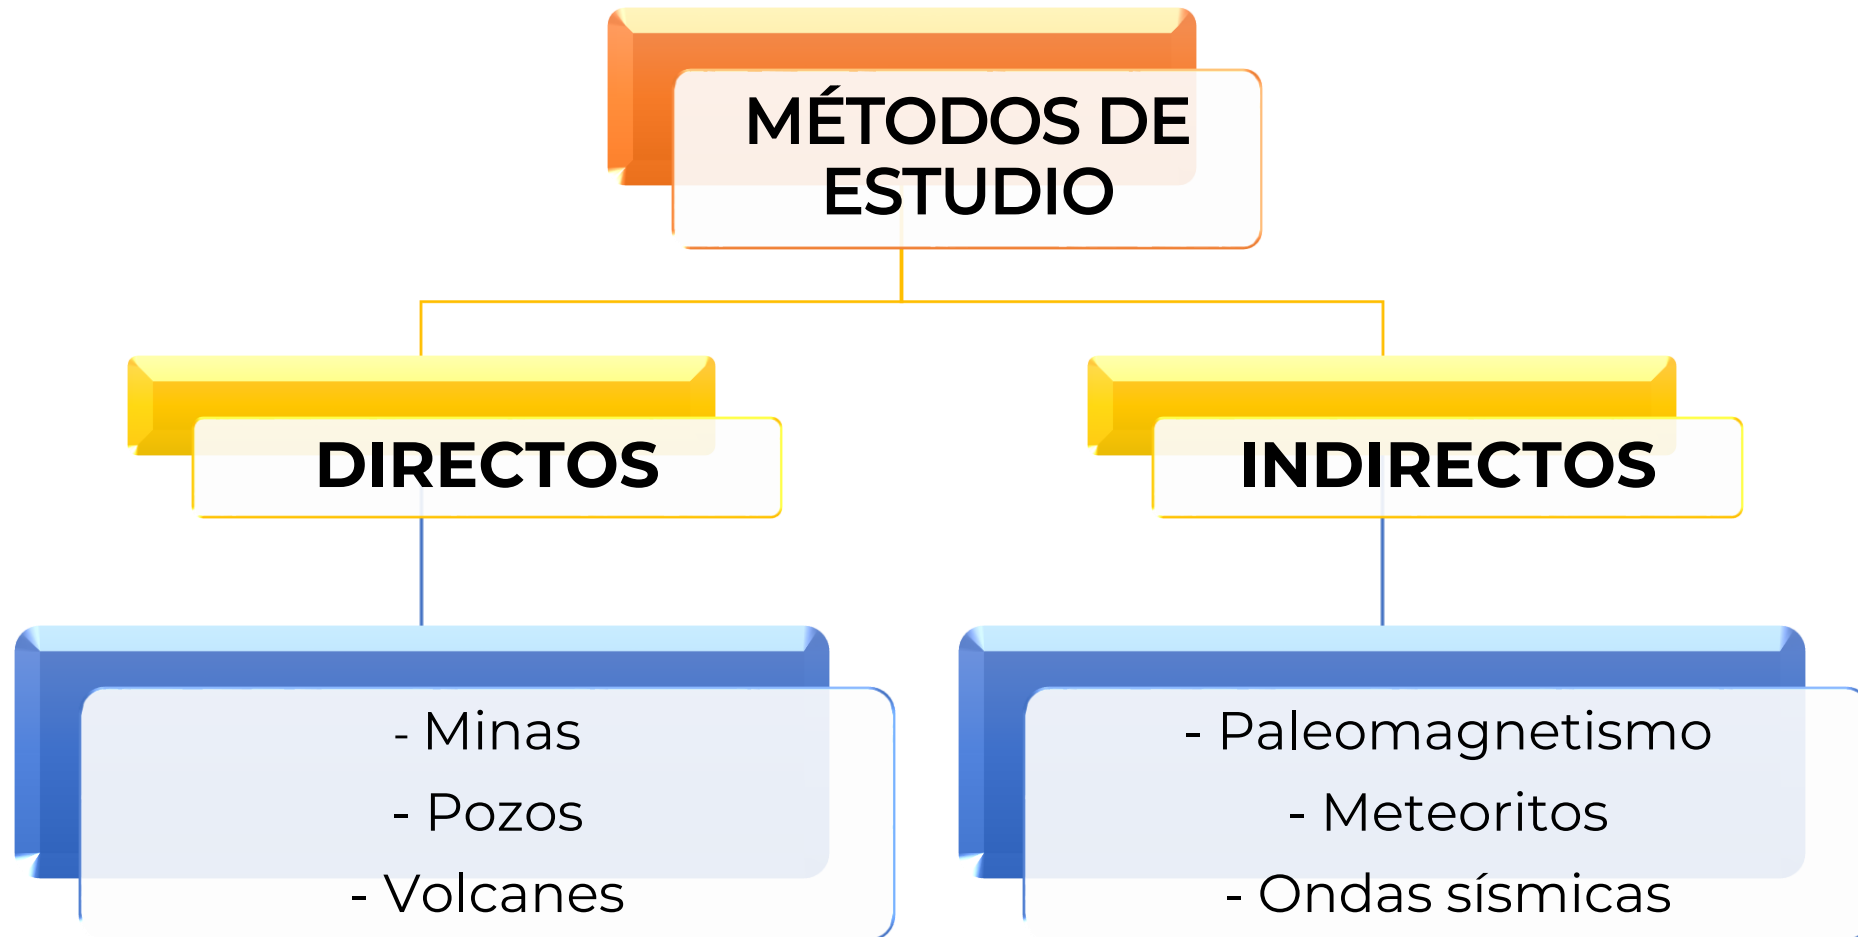 MÉTODOS DE
ESTUDIO
DIRECTOS
- Minas
- Pozos
- Volcanes
INDIRECTOS
- Paleomagnetismo
- Meteoritos
- Ondas sísmicas